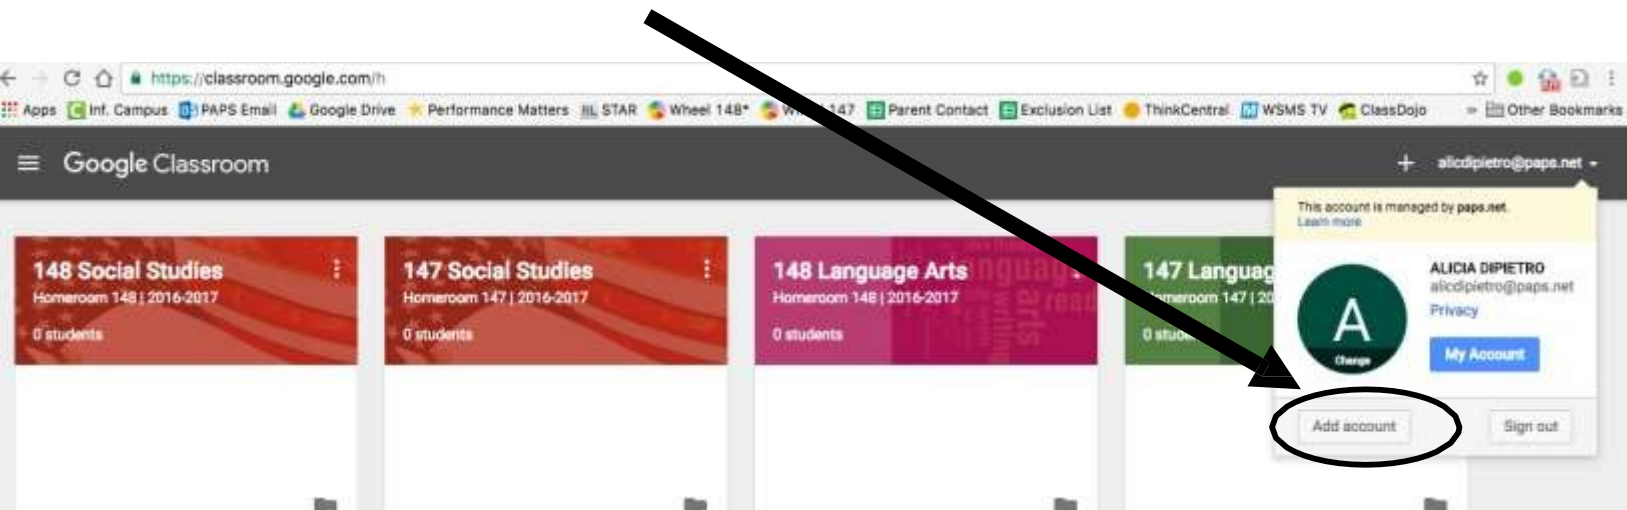 https://classroom.google.com/h
Apps Inf. Campus PAPS Email Google Drive Performance Matters STAR Wheel 148* 147 Parent Contact Exclusion List ThinkCentral WSMS TV ClassDojo » Other Bookmarks
Google Classroom
+ alicdipietro@paps.net
This account is managed by paps.net.
Learn more
148 Social Studies
Homeroom 148 | 2016-2017
0 students
147 Social Studies
Homeroom 147 | 2016-2017
0 students
148 Language Arts
Homeroom 148 | 2016-2017
0 students
147 Languag
Homeroom 147 | 20
0 stude
A
Change
ALICIA DIPIETRO
alicdipietro@paps.net
Privacy
My Account
Add account
Sign out